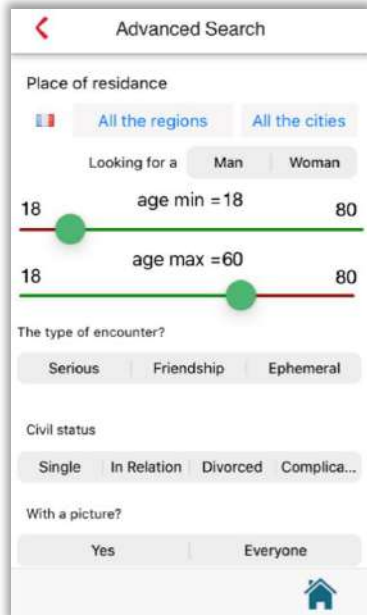 Advanced Search
Place of residance
All the regions All the cities
Looking for a Man Woman
age min =18
18 80
age max =60
18 80
The type of encounter?
Serious Friendship Ephemeral
Civil status
Single In Relation Divorced Complica...
With a picture?
Yes Everyone